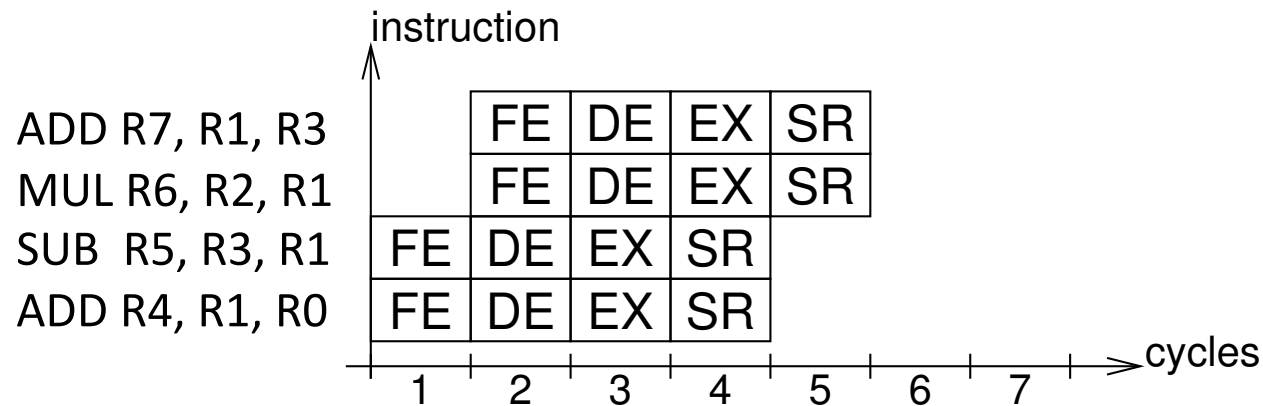 instruction
ADD R7, R1, R3 FE DE EX SR
MUL R6, R2, R1 FE DE EX SR
SUB R5, R3, R1 FE DE EX SR
ADD R4, R1, R0 FE DE EX SR
cycles
1 2 3 4 5 6 7